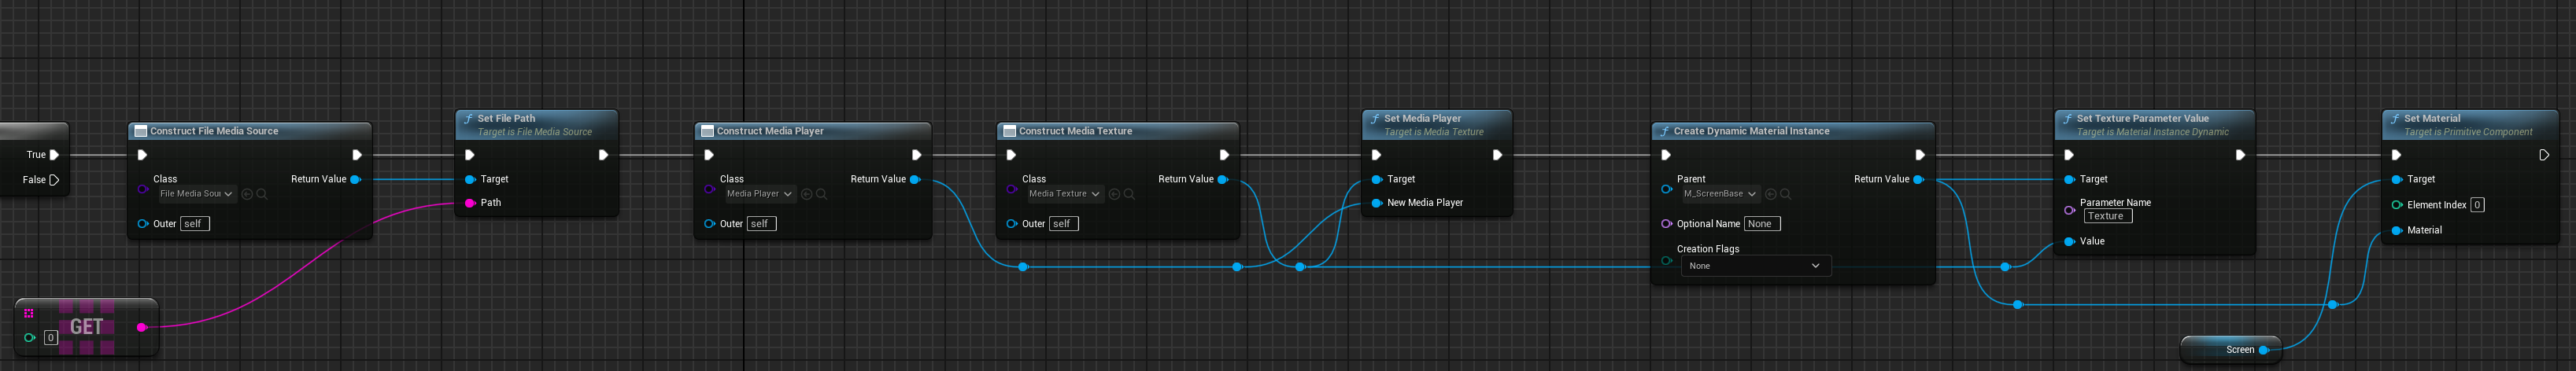 True
False
Construct File Media Source
Class
File Media Sour
Return Value
Outer self
Set File Path
Target is File Media Source
Target
Path
Construct Media Player
Class
Media Player
Return Value
Outer self
Construct Media Texture
Class
Media Texture
Return Value
Outer self
Set Media Player
Target is Media Texture
Target
New Media Player
Create Dynamic Material Instance
Parent
M_ScreenBase
Return Value
Optional Name None
Creation Flags
None
Set Texture Parameter Value
Target is Material Instance Dynamic
Target
Parameter Name
Texture
Value
Set Material
Target is Primitive Component
Target
Element Index 0
Material
GET
0
Screen